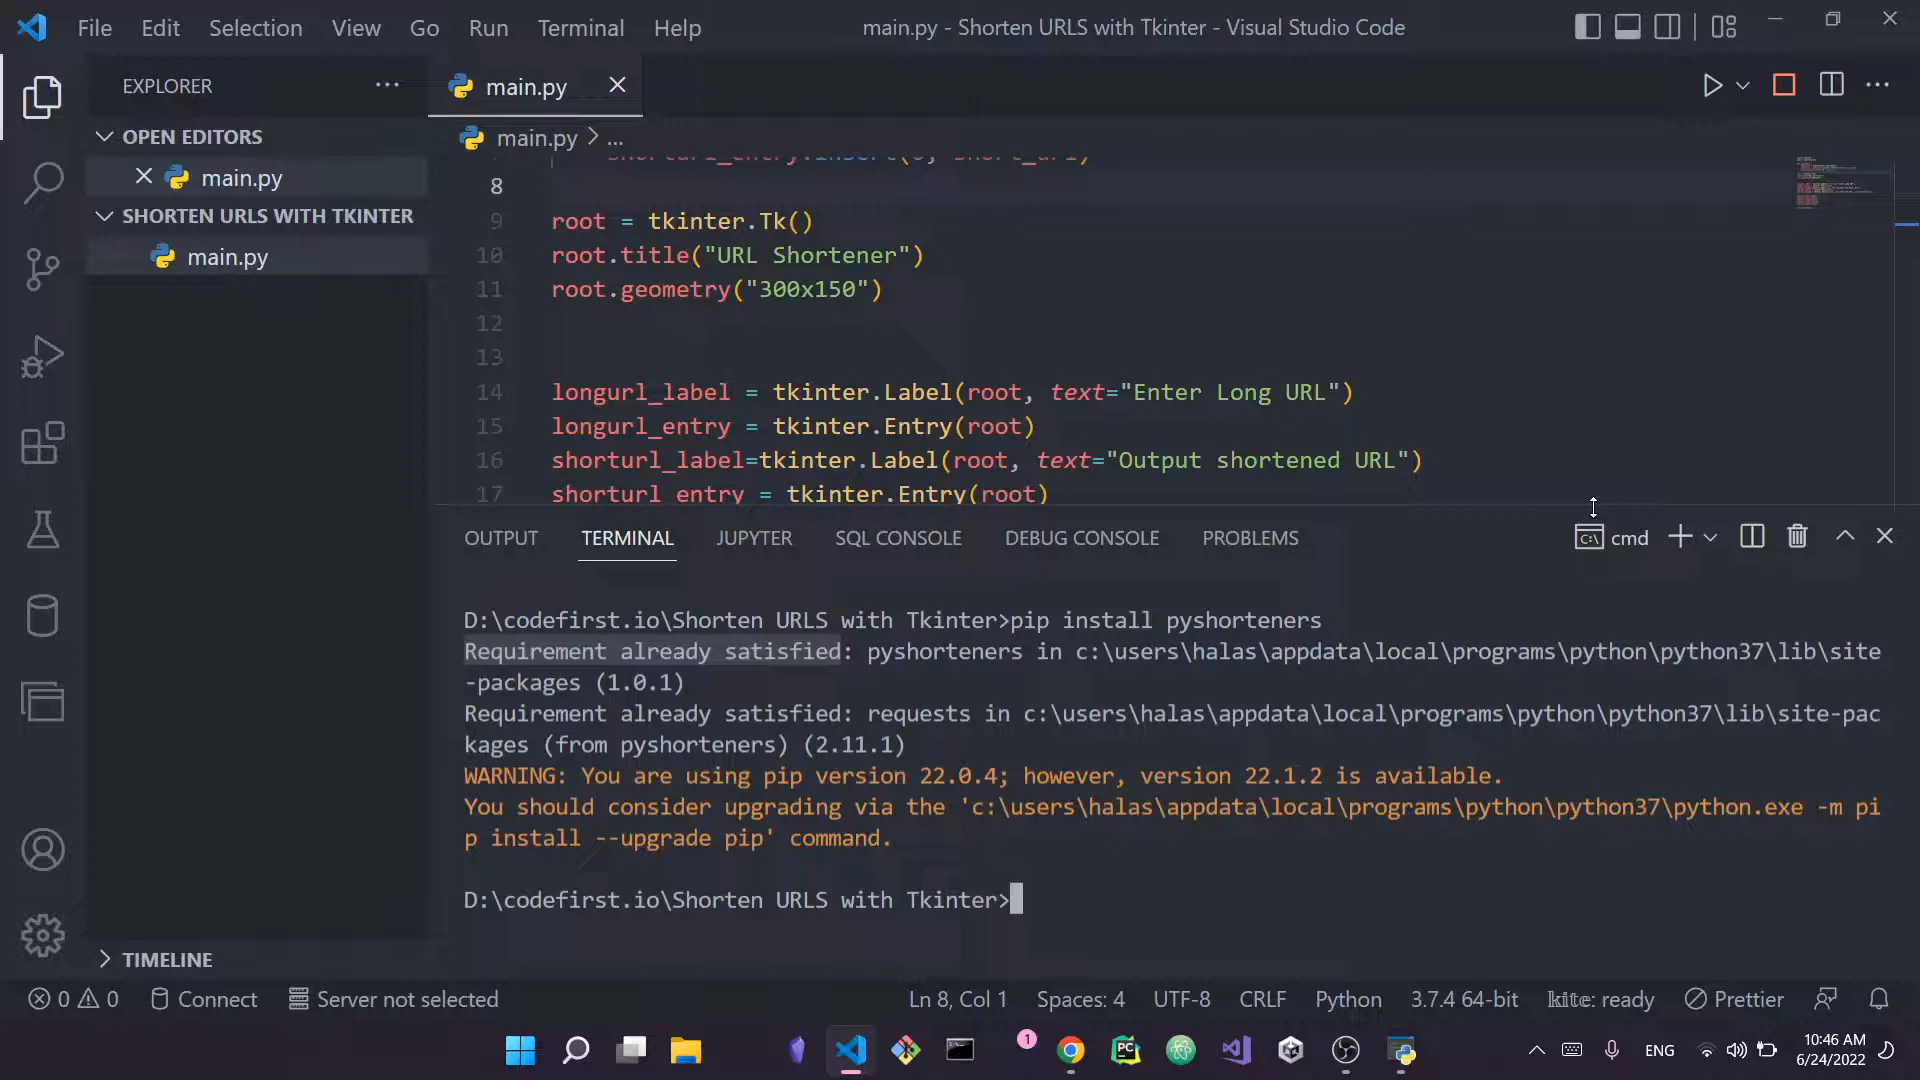 File Edit Selection View Go Run Terminal Help
main.py - Shorten URLS with Tkinter - Visual Studio Code
EXPLORER
main.py
OPEN EDITORS
main.py
SHORTEN URLS WITH TKINTER
main.py
TIMELINE
main.py > ...
8
9 root = tkinter.Tk()
10 root.title("URL Shortener")
11 root.geometry("300x150")
12
13
14 longurl_label = tkinter.Label(root, text="Enter Long URL")
15 longurl_entry = tkinter.Entry(root)
16 shorturl_label=tkinter.Label(root, text="Output shortened URL")
17 shorturl_entry = tkinter.Entry(root)
OUTPUT TERMINAL JUPYTER SQL CONSOLE DEBUG CONSOLE PROBLEMS
cmd
D:\codefirst.io\Shorten URLS with Tkinter>pip install pyshorteners
Requirement already satisfied: pyshorteners in c:\users\halas\appdata\local\programs\python\python37\lib\site
-packages (1.0.1)
Requirement already satisfied: requests in c:\users\halas\appdata\local\programs\python\python37\lib\site-pac
kages (from pyshorteners) (2.11.1)
WARNING: You are using pip version 22.0.4; however, version 22.1.2 is available.
You should consider upgrading via the 'c:\users\halas\appdata\local\programs\python\python37\python.exe -m pi
p install --upgrade pip' command.
D:\codefirst.io\Shorten URLS with Tkinter>
0 0 Connect Server not selected
Ln 8, Col 1 Spaces: 4 UTF-8 CRLF Python 3.7.4 64-bit kite: ready Prettier
1
PC
ENG
10:46 AM
6/24/2022